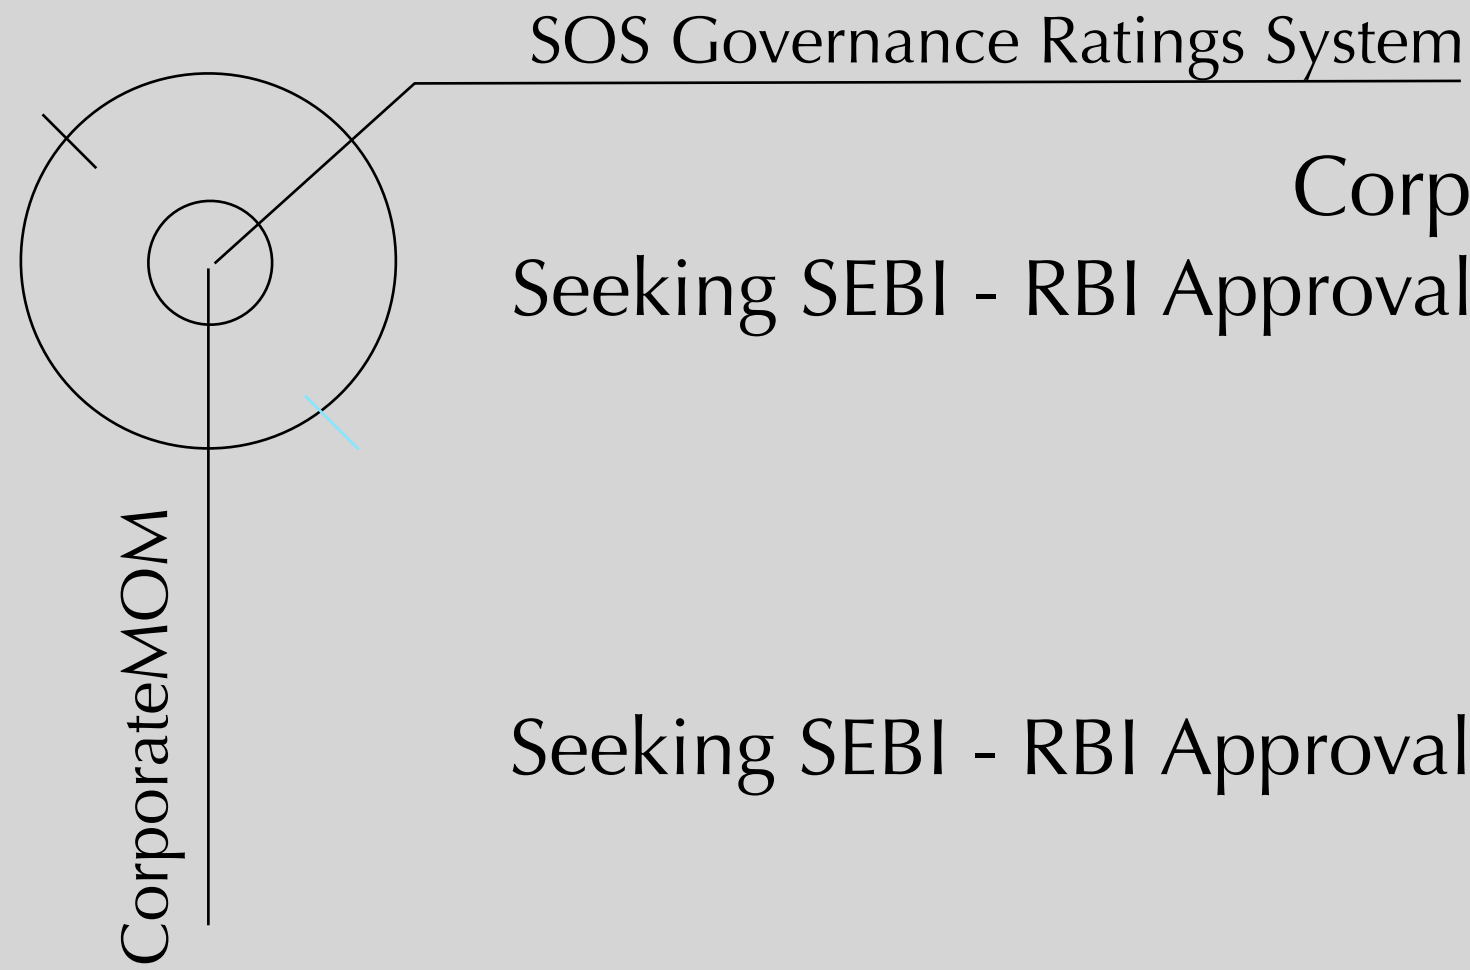 SOS Governance Ratings System
Corp
Seeking SEBI - RBI Approval
Seeking SEBI - RBI Approval
CorporateMOM